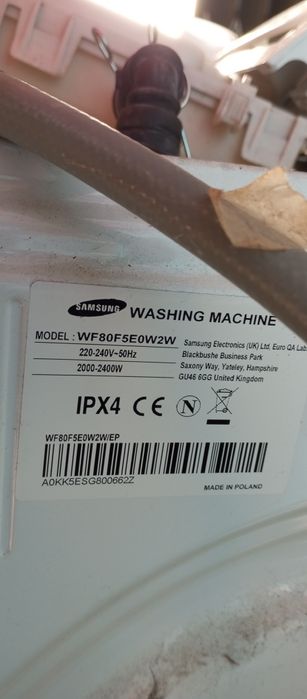 SAMSUNG WASHING MACHINE
MODEL : WF80F5E0W2W
220-240V~50Hz
2000-2400W
Samsung Electronics (UK) Ltd, Euro QA Lab
Blackbushe Business Park
Saxony Way, Yateley, Hampshire
GU46 6GG United Kingdom
IPX4 CE N
WF80F5E0W2W/EP
A0KK5ESG800662Z
MADE IN POLAND